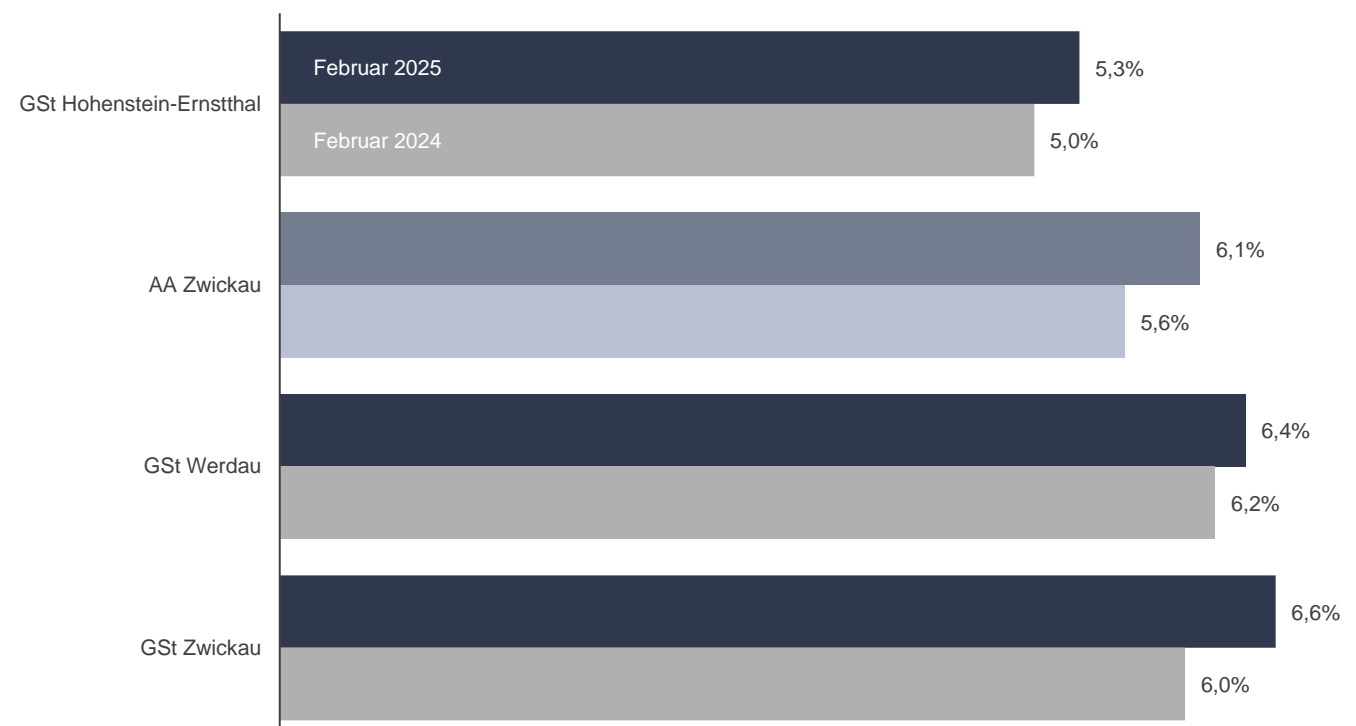 Februar 2025
5,3%
GSt Hohenstein-Ernstthal
Februar 2024
5,0%
6,1%
AA Zwickau
5,6%
6,4%
GSt Werdau
6,2%
6,6%
GSt Zwickau
6,0%